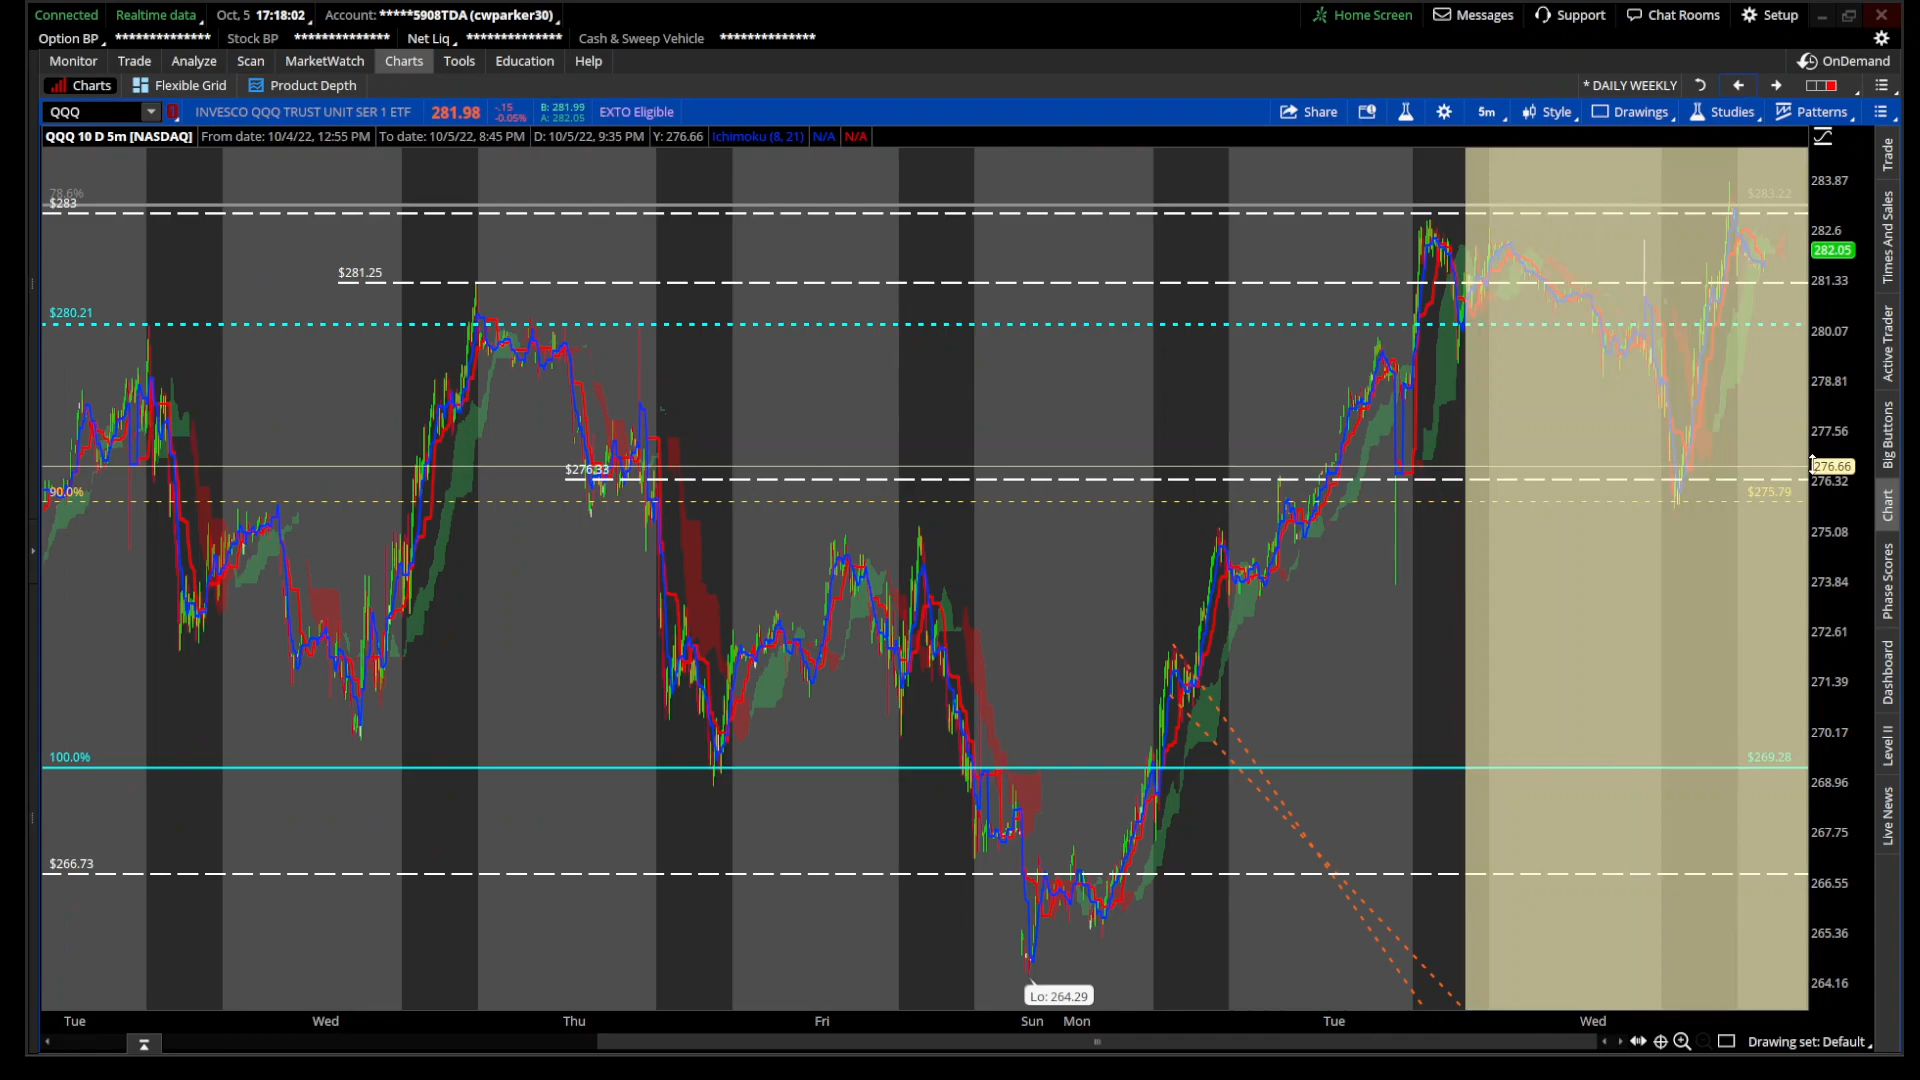 Connected Realtime data Oct, 5 17:18:02 Account: *****5908TDA (cwparker30) Home Screen Messages Support Chat Rooms Setup
Option BP ************** Stock BP ************** Net Liq ************** Cash & Sweep Vehicle **************
Monitor Trade Analyze Scan MarketWatch Charts Tools Education Help OnDemand
Charts Flexible Grid Product Depth * DAILY WEEKLY
QQQ INVESCO QQQ TRUST UNIT SER 1 ETF 281.98 -.15 -0.05% B: 281.99 A: 282.05 EXTO Eligible Share 5m Style Drawings Studies Patterns
QQQ 10 D 5m [NASDAQ] From date: 10/4/22, 12:55 PM To date: 10/5/22, 8:45 PM D: 10/5/22, 9:35 PM Y: 276.66 Ichimoku (8, 21) N/A N/A
283.87
78.6% $283.22
$283
282.6
282.05
$281.25
281.33
$280.21
280.07
278.81
277.56
$276.33
276.66
276.32
90.0% $275.79
275.08
273.84
272.61
271.39
270.17
100.0% $269.28
268.96
267.75
$266.73
266.55
265.36
Lo: 264.29
264.16
Tue Wed Thu Fri Sun Mon Tue Wed
Drawing set: Default
Trade
Times And Sales
Active Trader
Big Buttons
Chart
Phase Scores
Dashboard
Level II
Live News